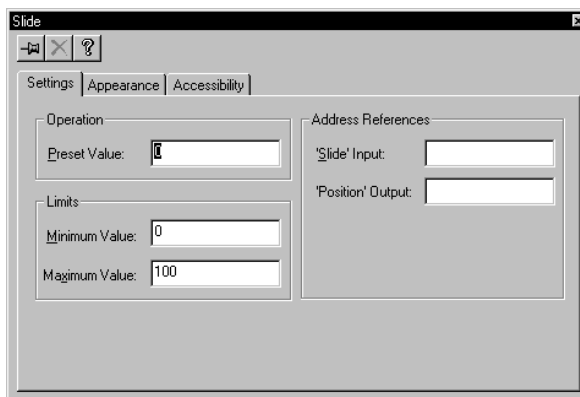 Slide
Settings Appearance Accessibility
Operation
Preset Value: 0
Limits
Minimum Value: 0
Maximum Value: 100
Address References
'Slide' Input:
'Position' Output: